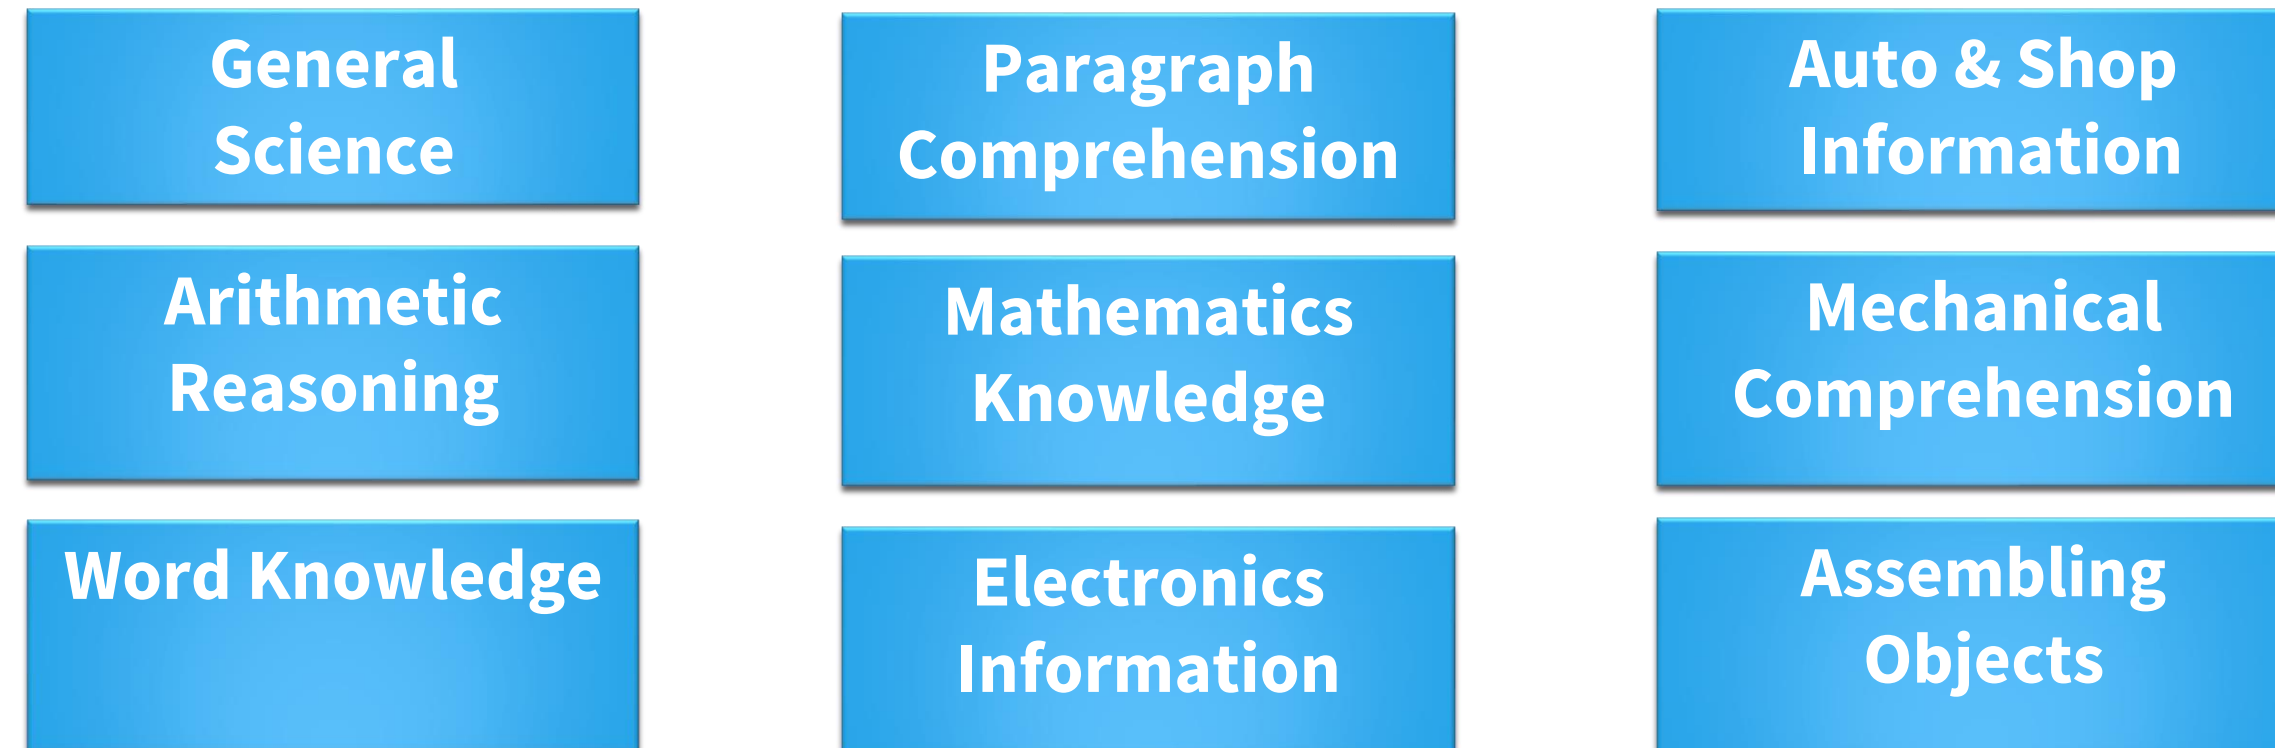 General
Science
Paragraph
Comprehension
Auto & Shop
Information
Arithmetic
Reasoning
Mathematics
Knowledge
Mechanical
Comprehension
Word Knowledge
Electronics
Information
Assembling
Objects